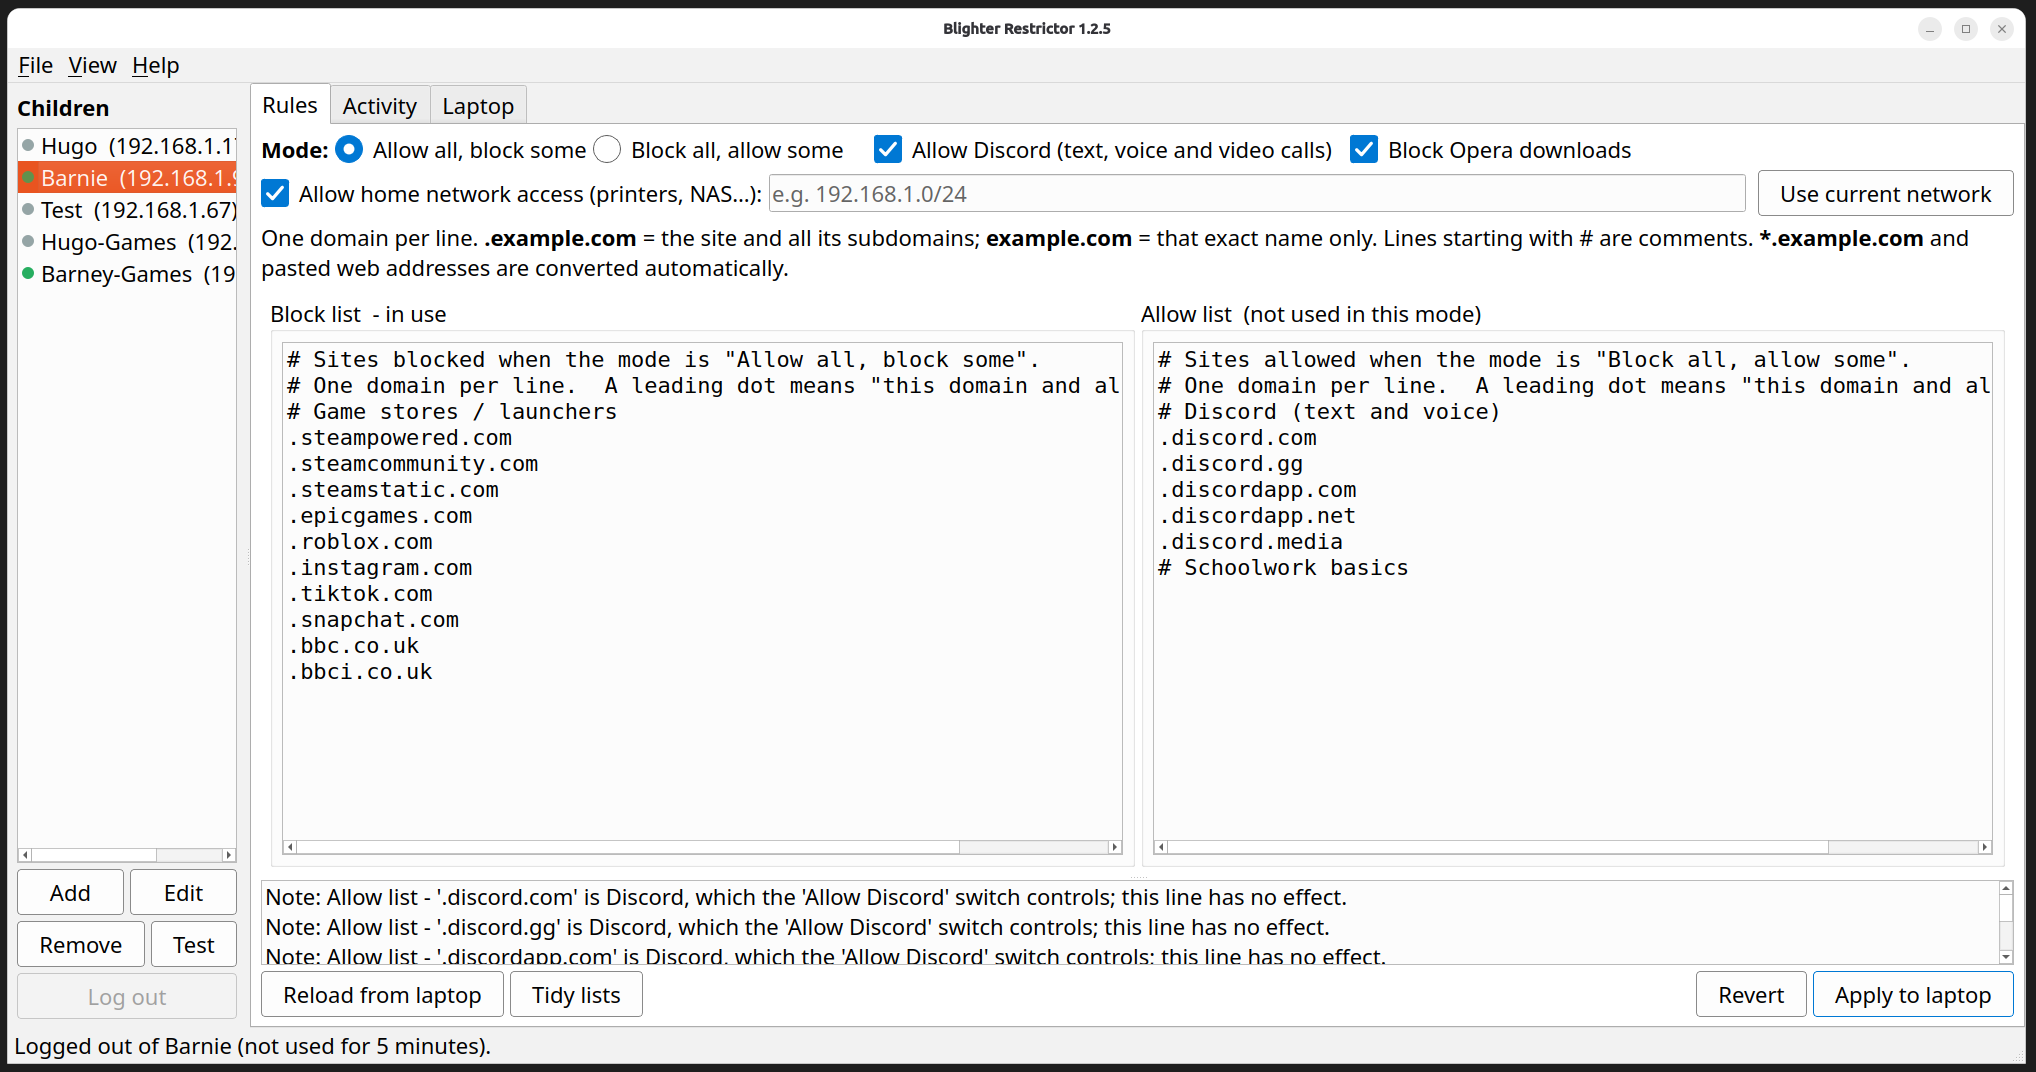 Blighter Restrictor 1.2.5
File View Help
Children
Hugo (192.168.1.1
Barnie (192.168.1.9
Test (192.168.1.67)
Hugo-Games (192.
Barney-Games (19
Add Edit
Remove Test
Log out
Rules Activity Laptop
Mode: Allow all, block some Block all, allow some Allow Discord (text, voice and video calls) Block Opera downloads
Allow home network access (printers, NAS...): e.g. 192.168.1.0/24 Use current network
One domain per line. .example.com = the site and all its subdomains; example.com = that exact name only. Lines starting with # are comments. *.example.com and
pasted web addresses are converted automatically.
Block list - in use
# Sites blocked when the mode is "Allow all, block some".
# One domain per line.  A leading dot means "this domain and al
# Game stores / launchers
.steampowered.com
.steamcommunity.com
.steamstatic.com
.epicgames.com
.roblox.com
.instagram.com
.tiktok.com
.snapchat.com
.bbc.co.uk
.bbci.co.uk
Allow list (not used in this mode)
# Sites allowed when the mode is "Block all, allow some".
# One domain per line.  A leading dot means "this domain and al
# Discord (text and voice)
.discord.com
.discord.gg
.discordapp.com
.discordapp.net
.discord.media
# Schoolwork basics
Note: Allow list - '.discord.com' is Discord, which the 'Allow Discord' switch controls; this line has no effect.
Note: Allow list - '.discord.gg' is Discord, which the 'Allow Discord' switch controls; this line has no effect.
Note: Allow list - '.discordapp.com' is Discord, which the 'Allow Discord' switch controls; this line has no effect.
Reload from laptop Tidy lists Revert Apply to laptop
Logged out of Barnie (not used for 5 minutes).